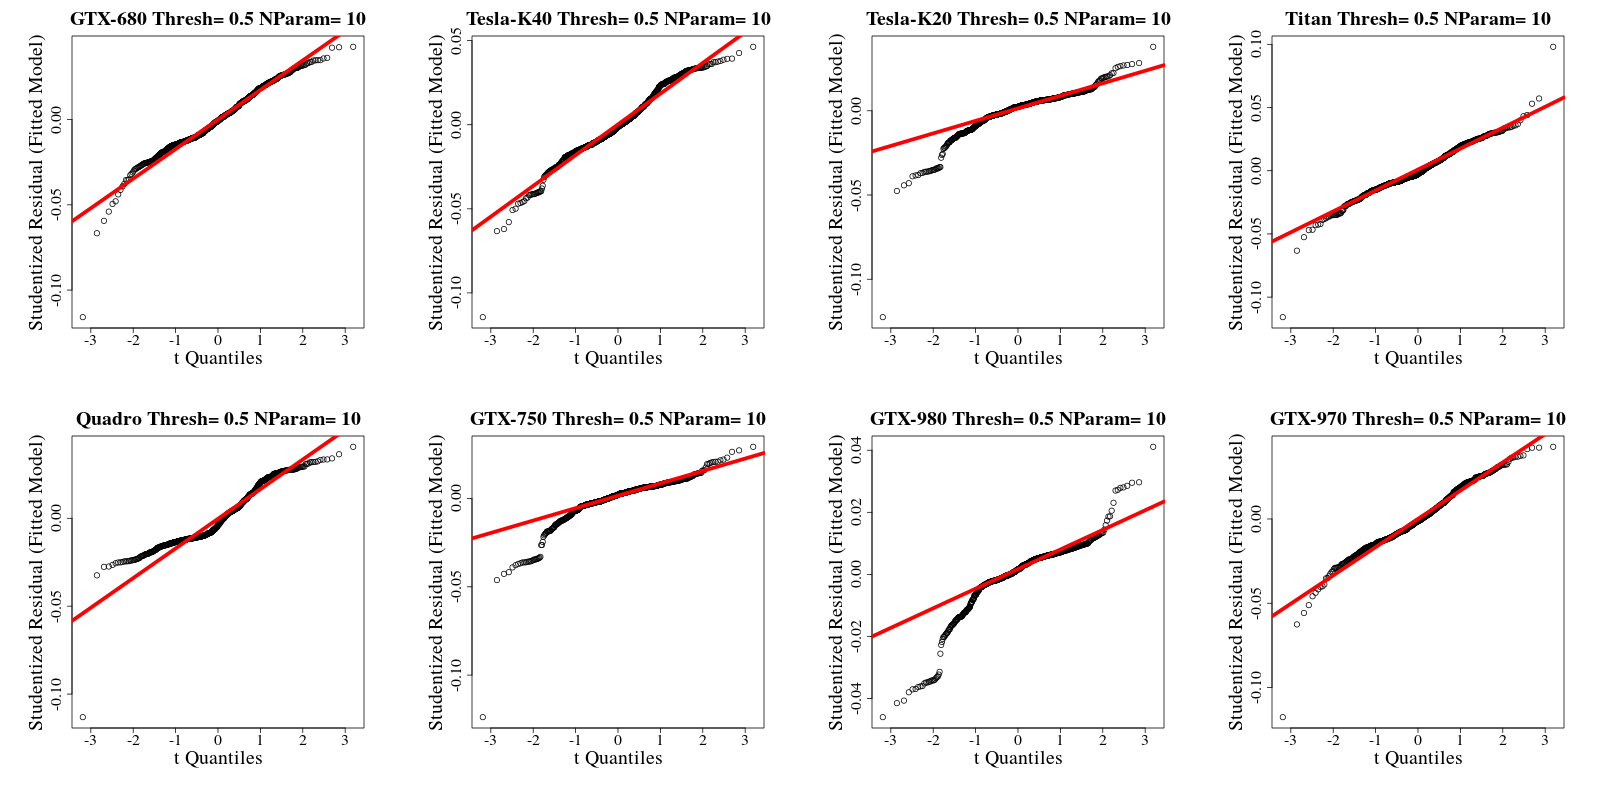 GTX-680 Thresh= 0.5 NParam= 10
Studentized Residual (Fitted Model)
0.00
-0.05
-0.10
-3 -2 -1 0 1 2 3
t Quantiles
Tesla-K40 Thresh= 0.5 NParam= 10
Studentized Residual (Fitted Model)
0.05
0.00
-0.05
-0.10
-3 -2 -1 0 1 2 3
t Quantiles
Tesla-K20 Thresh= 0.5 NParam= 10
Studentized Residual (Fitted Model)
0.00
-0.05
-0.10
-3 -2 -1 0 1 2 3
t Quantiles
Titan Thresh= 0.5 NParam= 10
Studentized Residual (Fitted Model)
0.10
0.05
0.00
-0.05
-0.10
-3 -2 -1 0 1 2 3
t Quantiles
Quadro Thresh= 0.5 NParam= 10
Studentized Residual (Fitted Model)
0.00
-0.05
-0.10
-3 -2 -1 0 1 2 3
t Quantiles
GTX-750 Thresh= 0.5 NParam= 10
Studentized Residual (Fitted Model)
0.00
-0.05
-0.10
-3 -2 -1 0 1 2 3
t Quantiles
GTX-980 Thresh= 0.5 NParam= 10
Studentized Residual (Fitted Model)
0.04
0.02
0.00
-0.02
-0.04
-3 -2 -1 0 1 2 3
t Quantiles
GTX-970 Thresh= 0.5 NParam= 10
Studentized Residual (Fitted Model)
0.00
-0.05
-0.10
-3 -2 -1 0 1 2 3
t Quantiles